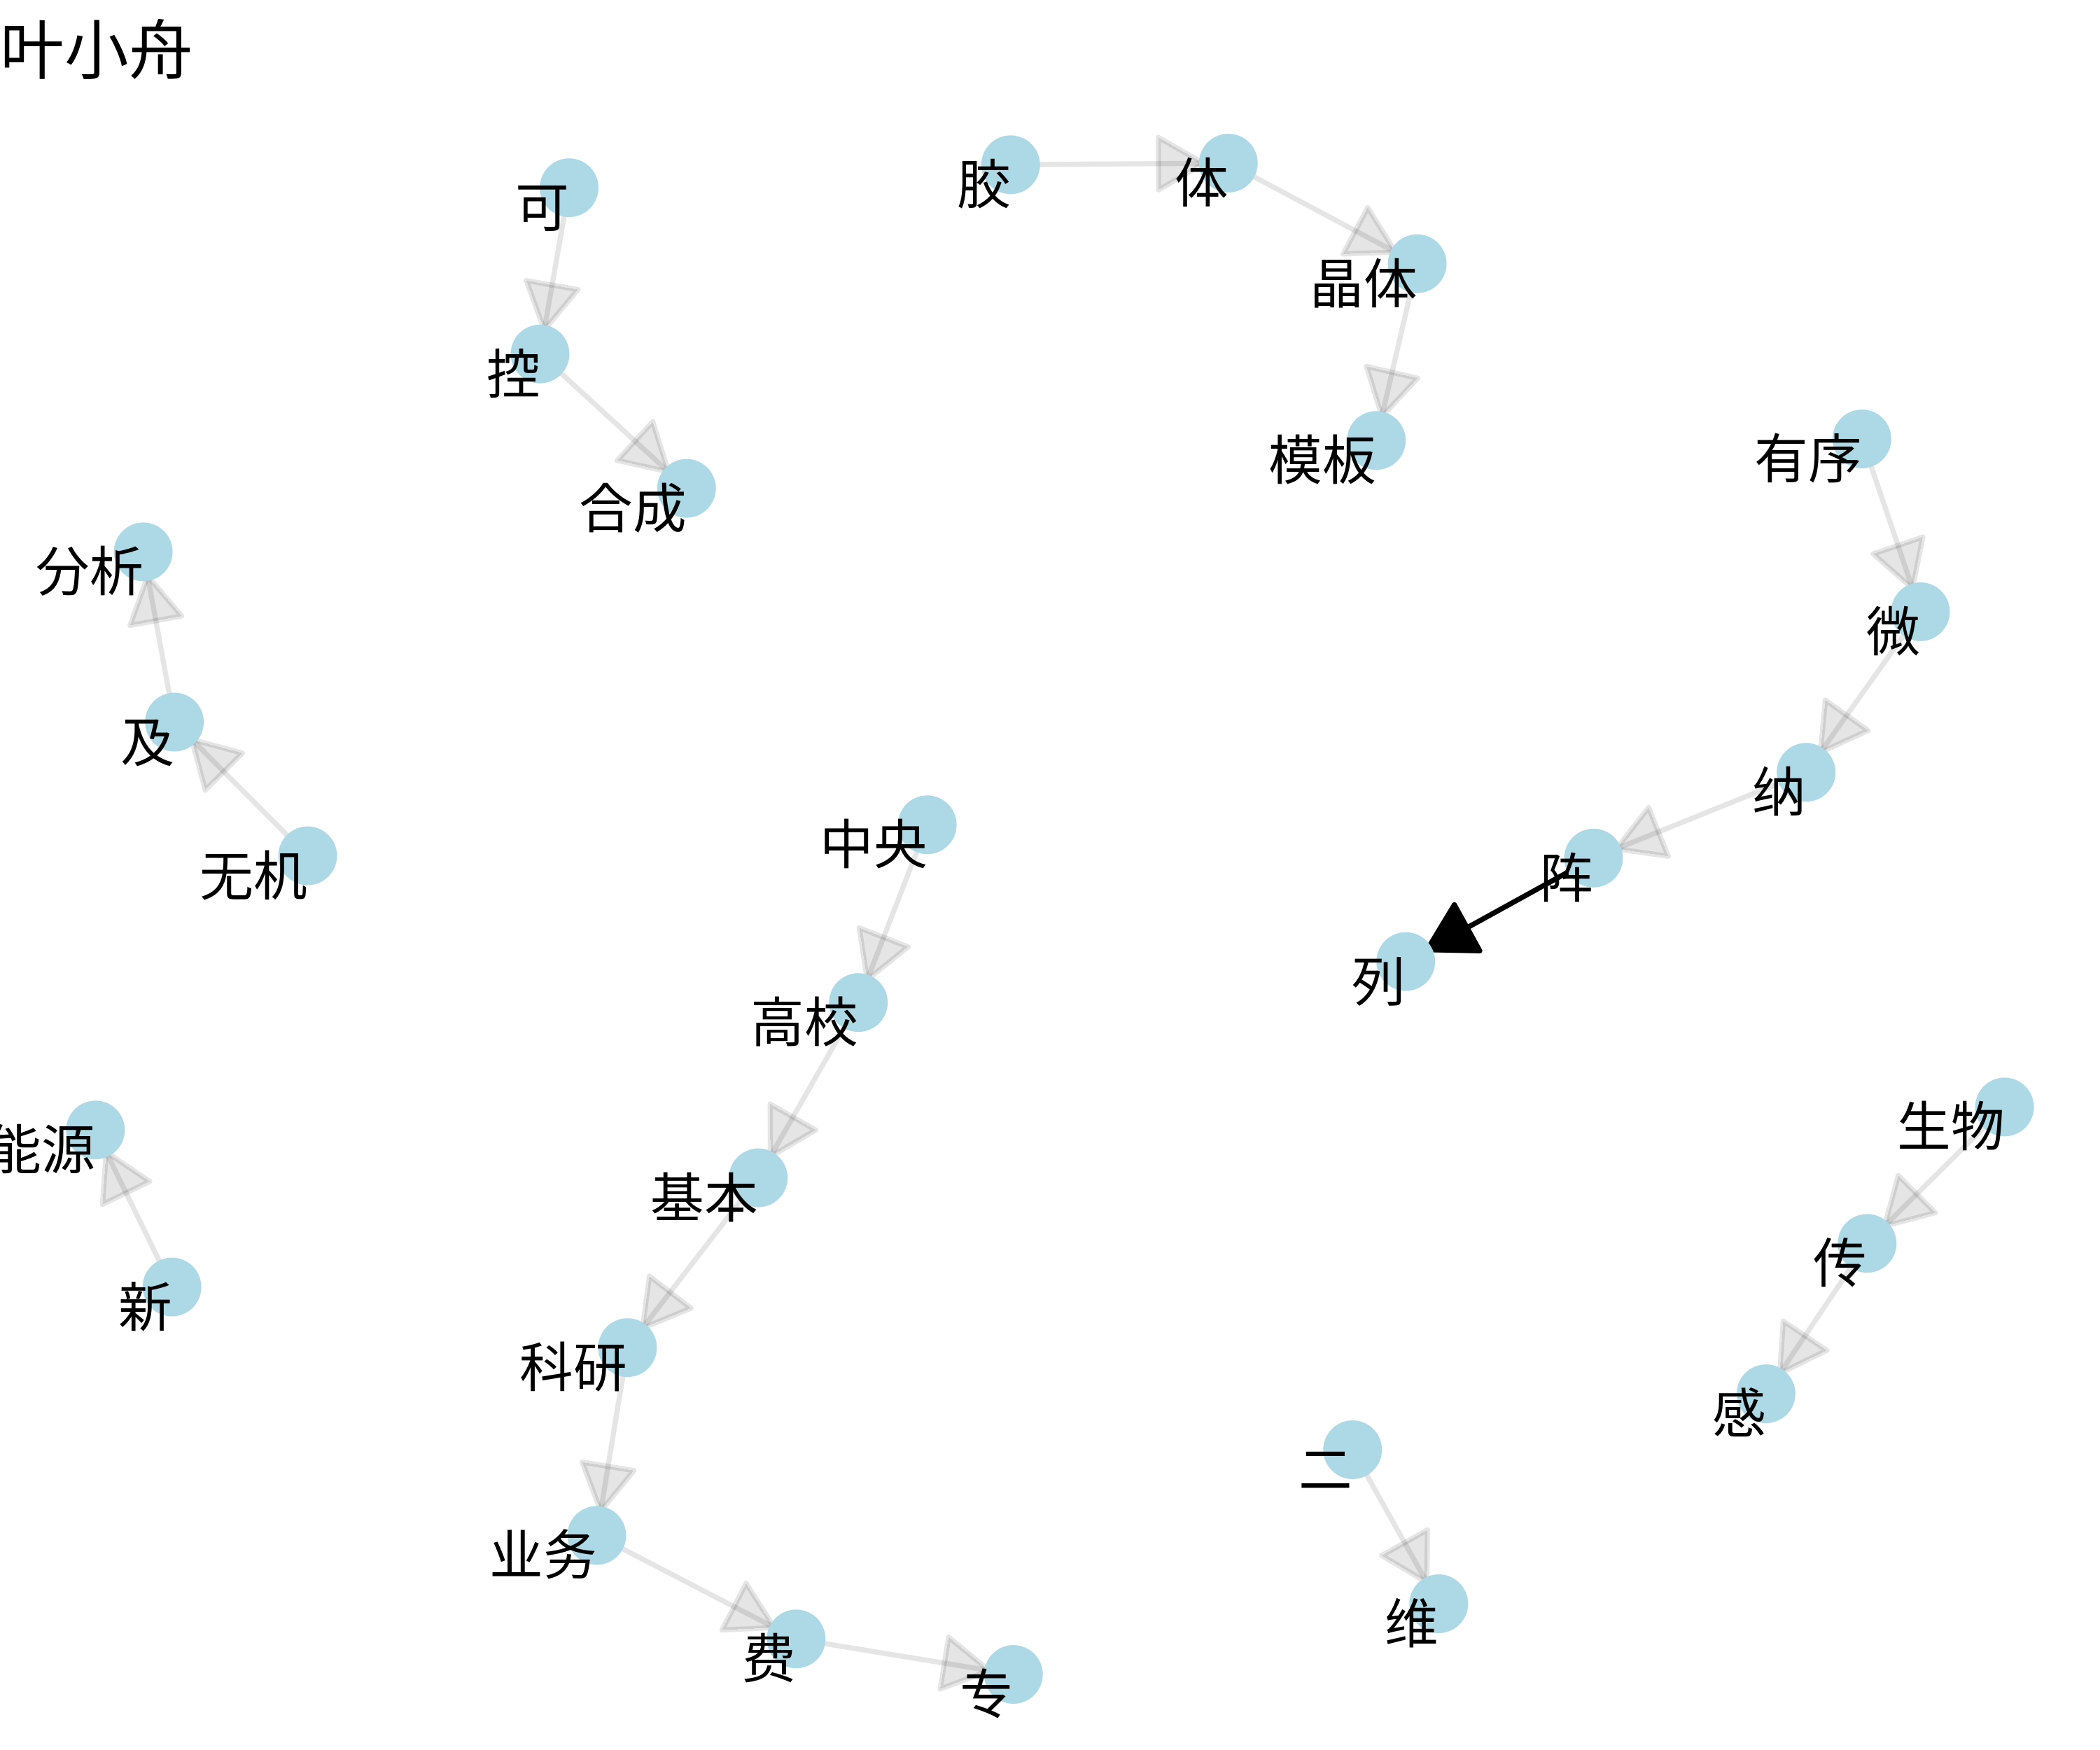 叶小舟
胶
体
可
晶体
控
模板
有序
合成
分析
微
及
纳
中央
阵
无机
列
高校
生物
能源
基本
传
新
科研
感
二
业务
维
费
专